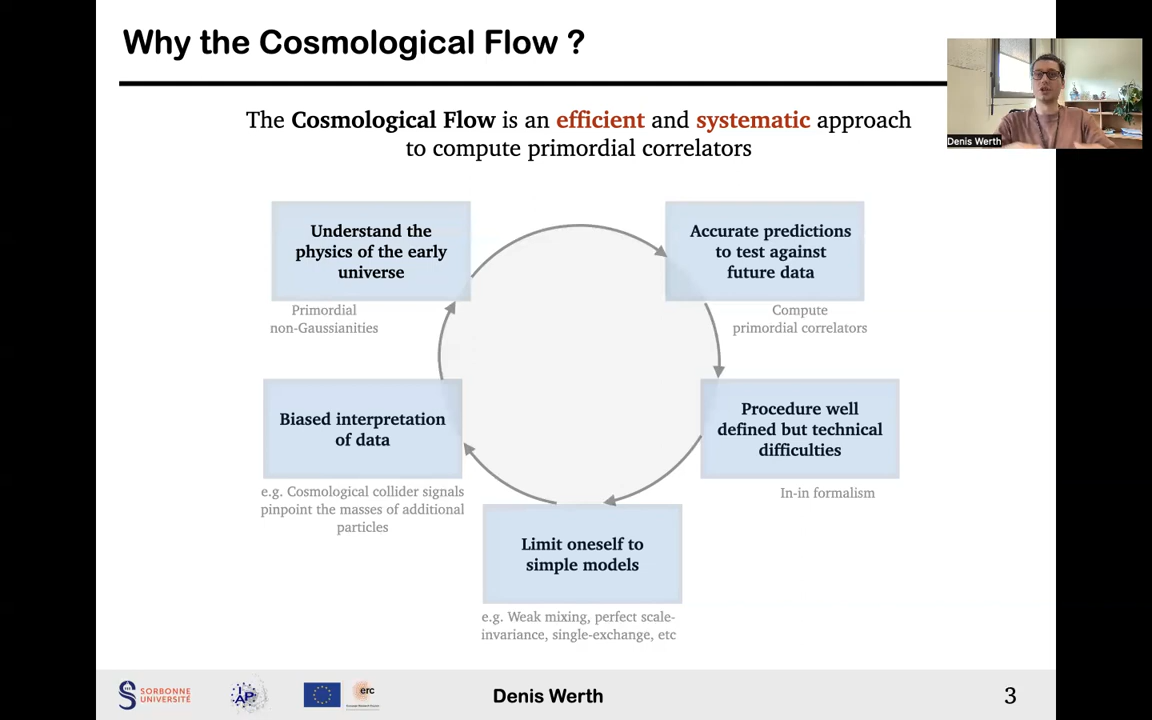 Why the Cosmological Flow ?
The Cosmological Flow is an efficient and systematic approach
to compute primordial correlators
Denis Werth
Understand the
physics of the early
universe
Primordial
non-Gaussianities
Accurate predictions
to test against
future data
Compute
primordial correlators
Procedure well
defined but technical
difficulties
In-in formalism
Limit oneself to
simple models
e.g. Weak mixing, perfect scale-
invariance, single-exchange, etc
Biased interpretation
of data
e.g. Cosmological collider signals
pinpoint the masses of additional
particles
SORBONNE
UNIVERSITÉ
IAP
erc
Denis Werth
3